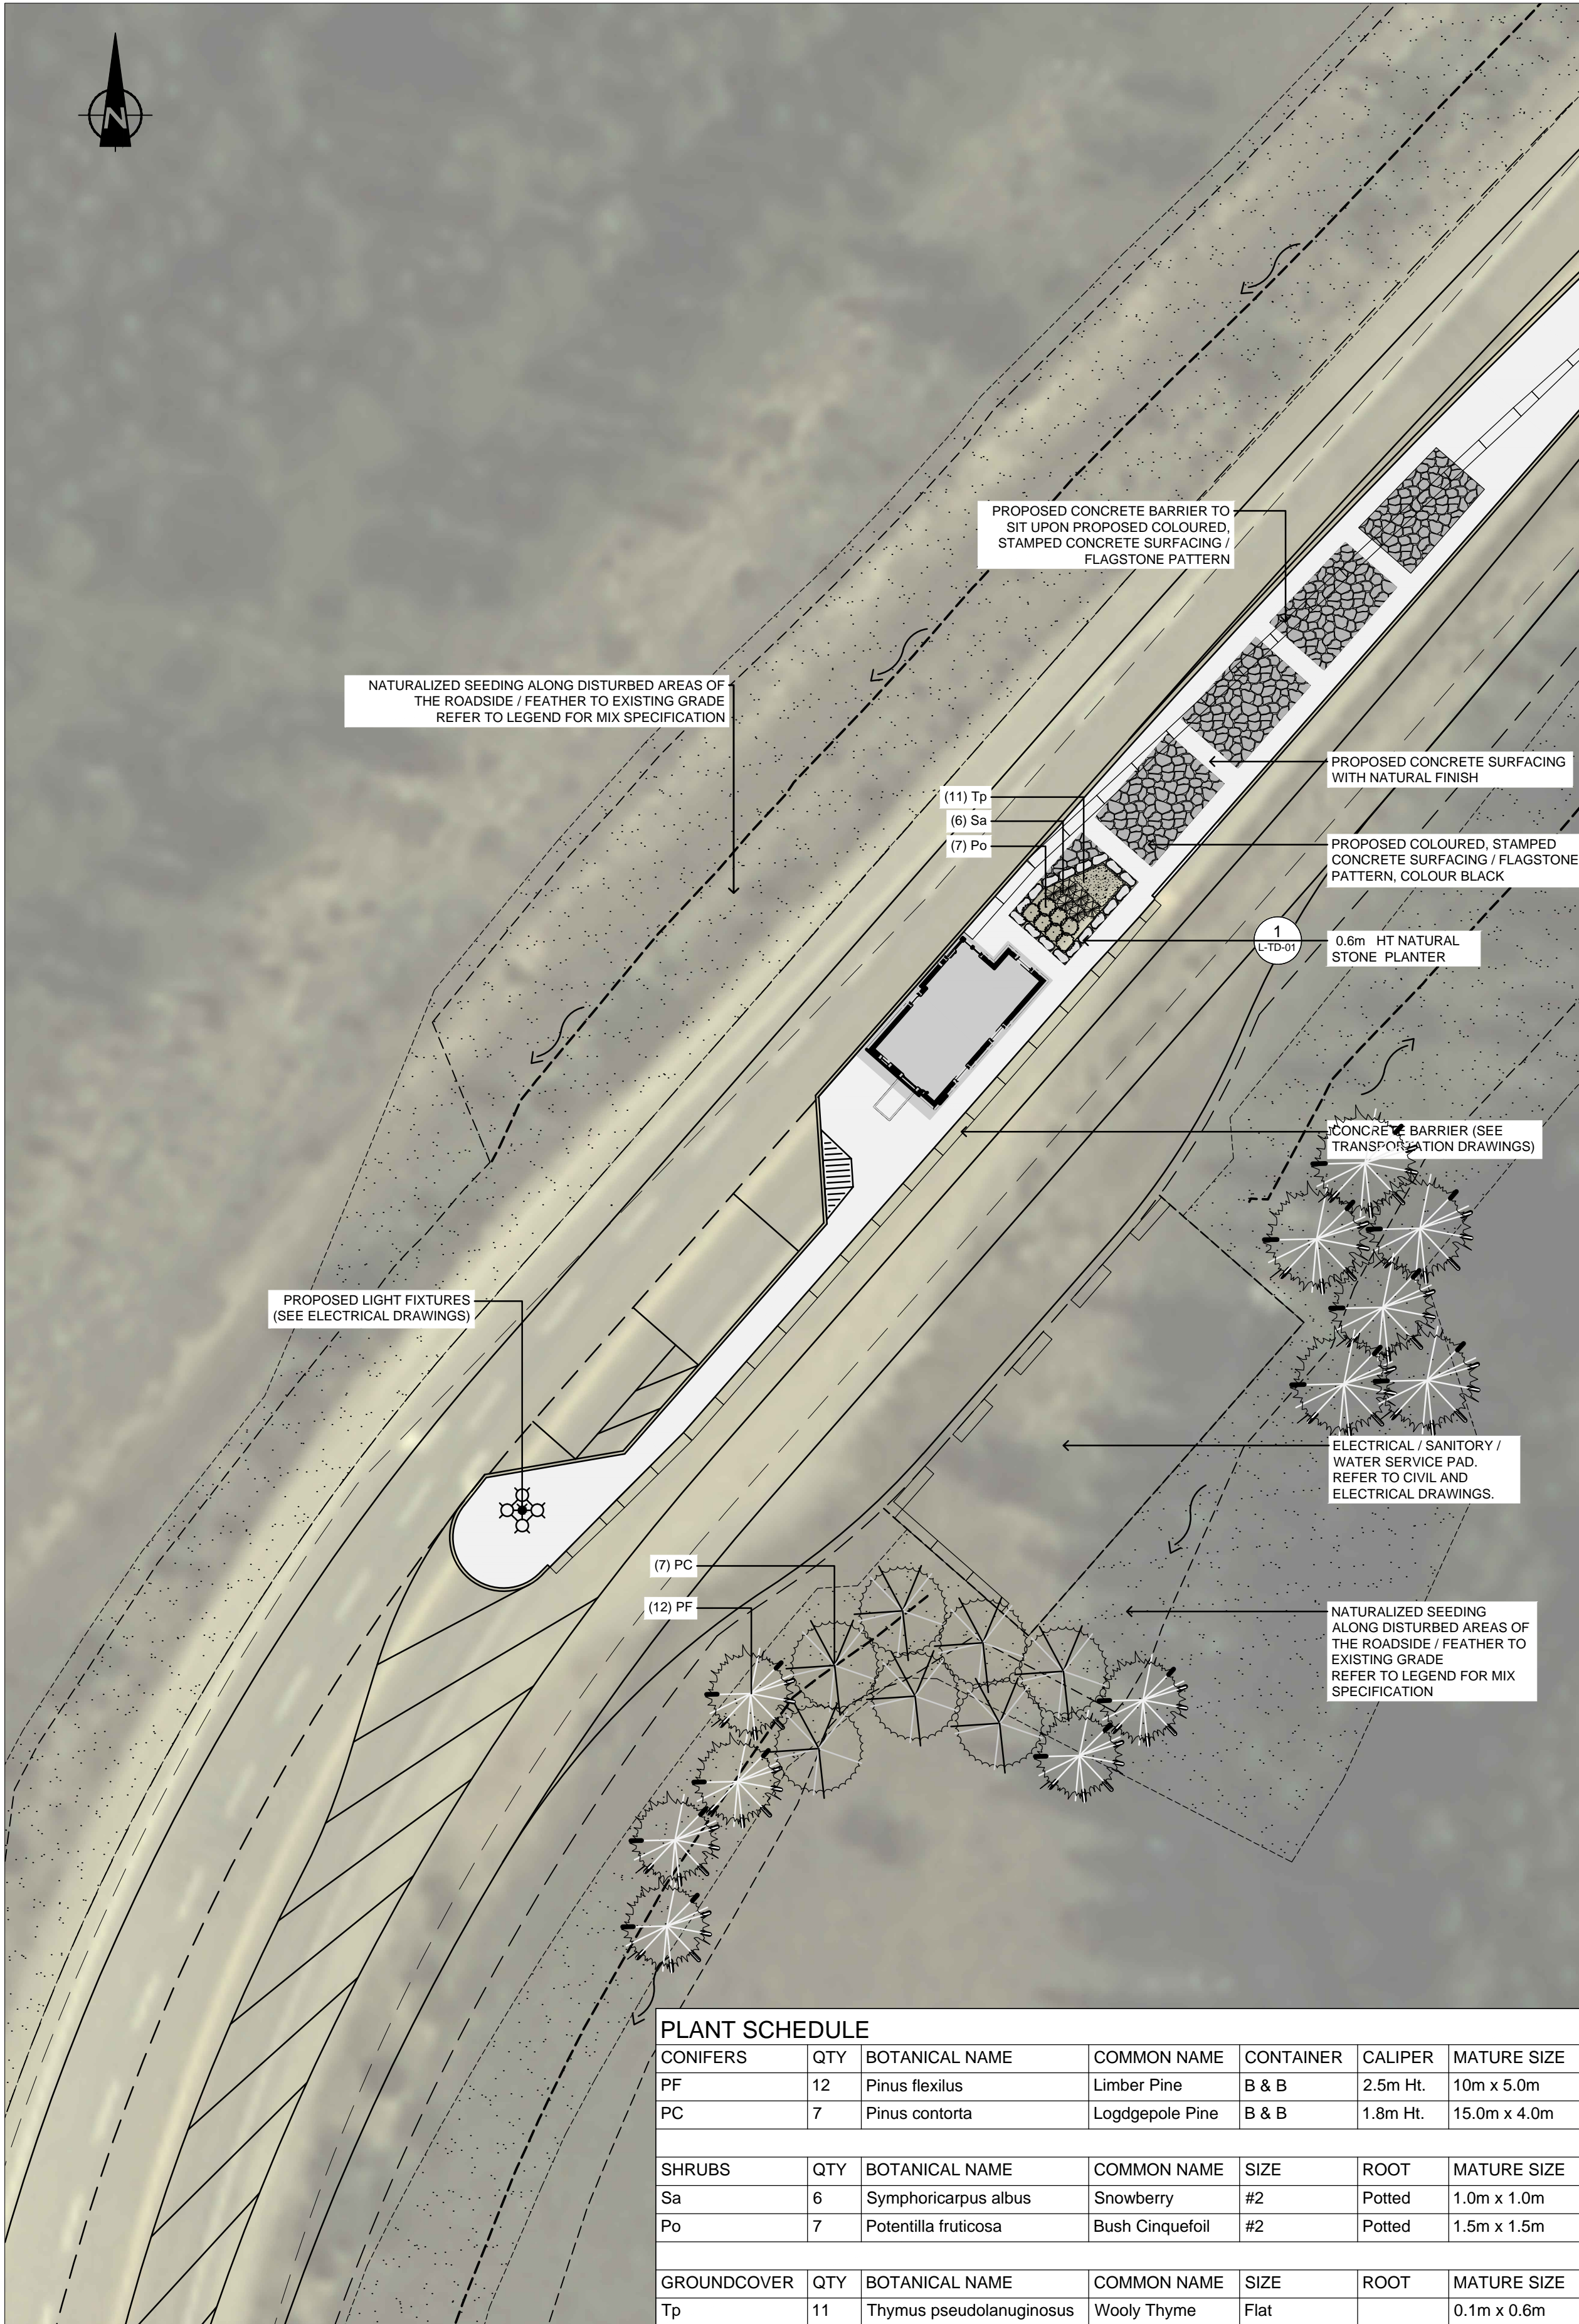 N
PROPOSED CONCRETE BARRIER TO
SIT UPON PROPOSED COLOURED,
STAMPED CONCRETE SURFACING /
FLAGSTONE PATTERN
NATURALIZED SEEDING ALONG DISTURBED AREAS OF
THE ROADSIDE / FEATHER TO EXISTING GRADE
REFER TO LEGEND FOR MIX SPECIFICATION
PROPOSED CONCRETE SURFACING
WITH NATURAL FINISH
(11) Tp
(6) Sa
(7) Po
PROPOSED COLOURED, STAMPED
CONCRETE SURFACING / FLAGSTONE
PATTERN, COLOUR BLACK
1
L-TD-01
0.6m HT NATURAL
STONE PLANTER
CONCRETE BARRIER (SEE
TRANSPORTATION DRAWINGS)
PROPOSED LIGHT FIXTURES
(SEE ELECTRICAL DRAWINGS)
ELECTRICAL / SANITORY /
WATER SERVICE PAD.
REFER TO CIVIL AND
ELECTRICAL DRAWINGS.
(7) PC
(12) PF
NATURALIZED SEEDING
ALONG DISTURBED AREAS OF
THE ROADSIDE / FEATHER TO
EXISTING GRADE
REFER TO LEGEND FOR MIX
SPECIFICATION
PLANT SCHEDULE
CONIFERS QTY BOTANICAL NAME COMMON NAME CONTAINER CALIPER MATURE SIZE
PF 12 Pinus flexilus Limber Pine B & B 2.5m Ht. 10m x 5.0m
PC 7 Pinus contorta Logdgepole Pine B & B 1.8m Ht. 15.0m x 4.0m
SHRUBS QTY BOTANICAL NAME COMMON NAME SIZE ROOT MATURE SIZE
Sa 6 Symphoricarpus albus Snowberry #2 Potted 1.0m x 1.0m
Po 7 Potentilla fruticosa Bush Cinquefoil #2 Potted 1.5m x 1.5m
GROUNDCOVER QTY BOTANICAL NAME COMMON NAME SIZE ROOT MATURE SIZE
Tp 11 Thymus pseudolanuginosus Wooly Thyme Flat 0.1m x 0.6m